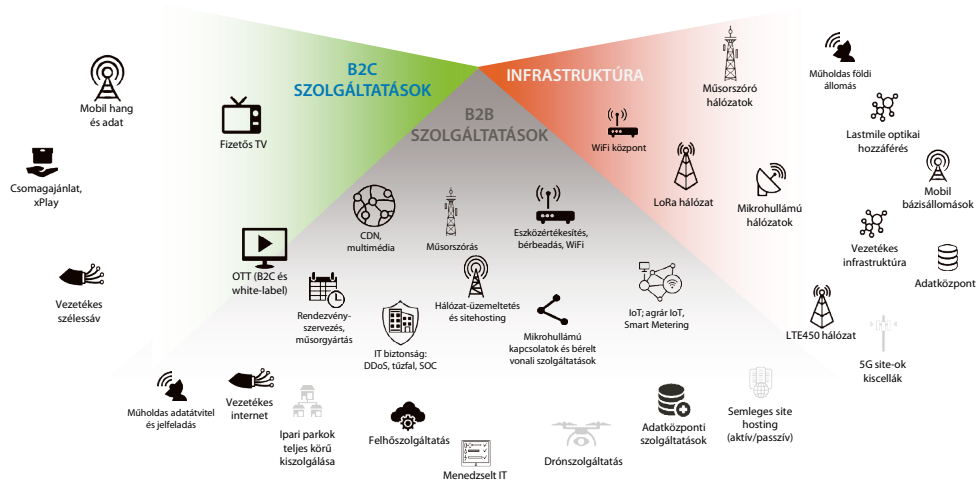 B2C
SZOLGÁLTATÁSOK
INFRASTRUKTÚRA
B2B
SZOLGÁLTATÁSOK
Mobil hang
és adat
Fizetős TV
Csomagajánlat,
xPlay
OTT (B2C és
white-label)
Vezetékes
szélessáv
Műsorszóró
hálózatok
Műholdas földi
állomás
WiFi központ
Lastmile optikai
hozzáférés
LoRa hálózat
Mikrohullámú
hálózatok
Mobil
bázisállomások
Vezetékes
infrastruktúra
Adatközpont
LTE450 hálózat
5G site-ok
kiscellák
CDN,
multimédia
Műsorszórás
Eszközértékesítés,
bérbeadás, WiFi
Rendezvény-
szervezés,
műsorgyártás
IT biztonság:
DDoS, tűzfal, SOC
Hálózat-üzemeltetés
és sitehosting
Mikrohullámú
kapcsolatok és bérelt
vonali szolgáltatások
IoT; agrár IoT,
Smart Metering
Műholdas adatátvitel
és jelfeladás
Vezetékes
internet
Ipari parkok
teljes körű
kiszolgálása
Felhőszolgáltatás
Menedzselt IT
Drónszolgáltatás
Adatközponti
szolgáltatások
Semleges site
hosting
(aktív/passzív)